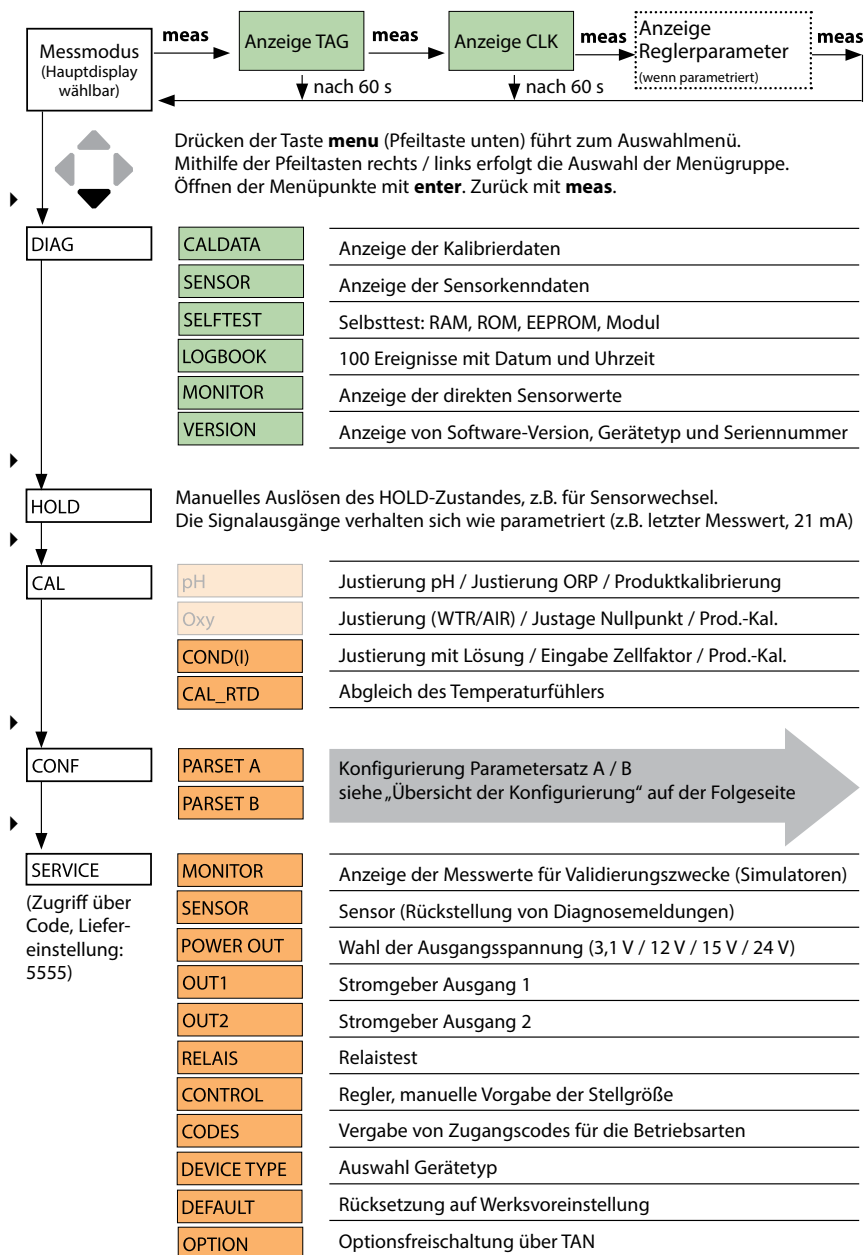 Messmodus
(Hauptdisplay
wählbar)
meas
Anzeige TAG
meas
Anzeige CLK
meas
Anzeige
Reglerparameter
(wenn parametriert)
meas
nach 60 s
nach 60 s
Drücken der Taste menu (Pfeiltaste unten) führt zum Auswahlmenü.
Mithilfe der Pfeiltasten rechts / links erfolgt die Auswahl der Menügruppe.
Öffnen der Menüpunkte mit enter. Zurück mit meas.
DIAG
CALDATA
Anzeige der Kalibrierdaten
SENSOR
Anzeige der Sensorkenndaten
SELFTEST
Selbsttest: RAM, ROM, EEPROM, Modul
LOGBOOK
100 Ereignisse mit Datum und Uhrzeit
MONITOR
Anzeige der direkten Sensorwerte
VERSION
Anzeige von Software-Version, Gerätetyp und Seriennummer
HOLD
Manuelles Auslösen des HOLD-Zustandes, z.B. für Sensorwechsel.
Die Signalausgänge verhalten sich wie parametriert (z.B. letzter Messwert, 21 mA)
CAL
pH
Justierung pH / Justierung ORP / Produktkalibrierung
Oxy
Justierung (WTR/AIR) / Justage Nullpunkt / Prod.-Kal.
COND(I)
Justierung mit Lösung / Eingabe Zellfaktor / Prod.-Kal.
CAL_RTD
Abgleich des Temperaturfühlers
CONF
PARSET A
PARSET B
Konfigurierung Parametersatz A / B
siehe „Übersicht der Konfigurierung“ auf der Folgeseite
SERVICE
(Zugriff über
Code, Liefer-
einstellung:
5555)
MONITOR
Anzeige der Messwerte für Validierungszwecke (Simulatoren)
SENSOR
Sensor (Rückstellung von Diagnosemeldungen)
POWER OUT
Wahl der Ausgangsspannung (3,1 V / 12 V / 15 V / 24 V)
OUT1
Stromgeber Ausgang 1
OUT2
Stromgeber Ausgang 2
RELAIS
Relaistest
CONTROL
Regler, manuelle Vorgabe der Stellgröße
CODES
Vergabe von Zugangscodes für die Betriebsarten
DEVICE TYPE
Auswahl Gerätetyp
DEFAULT
Rücksetzung auf Werksvoreinstellung
OPTION
Optionsfreischaltung über TAN